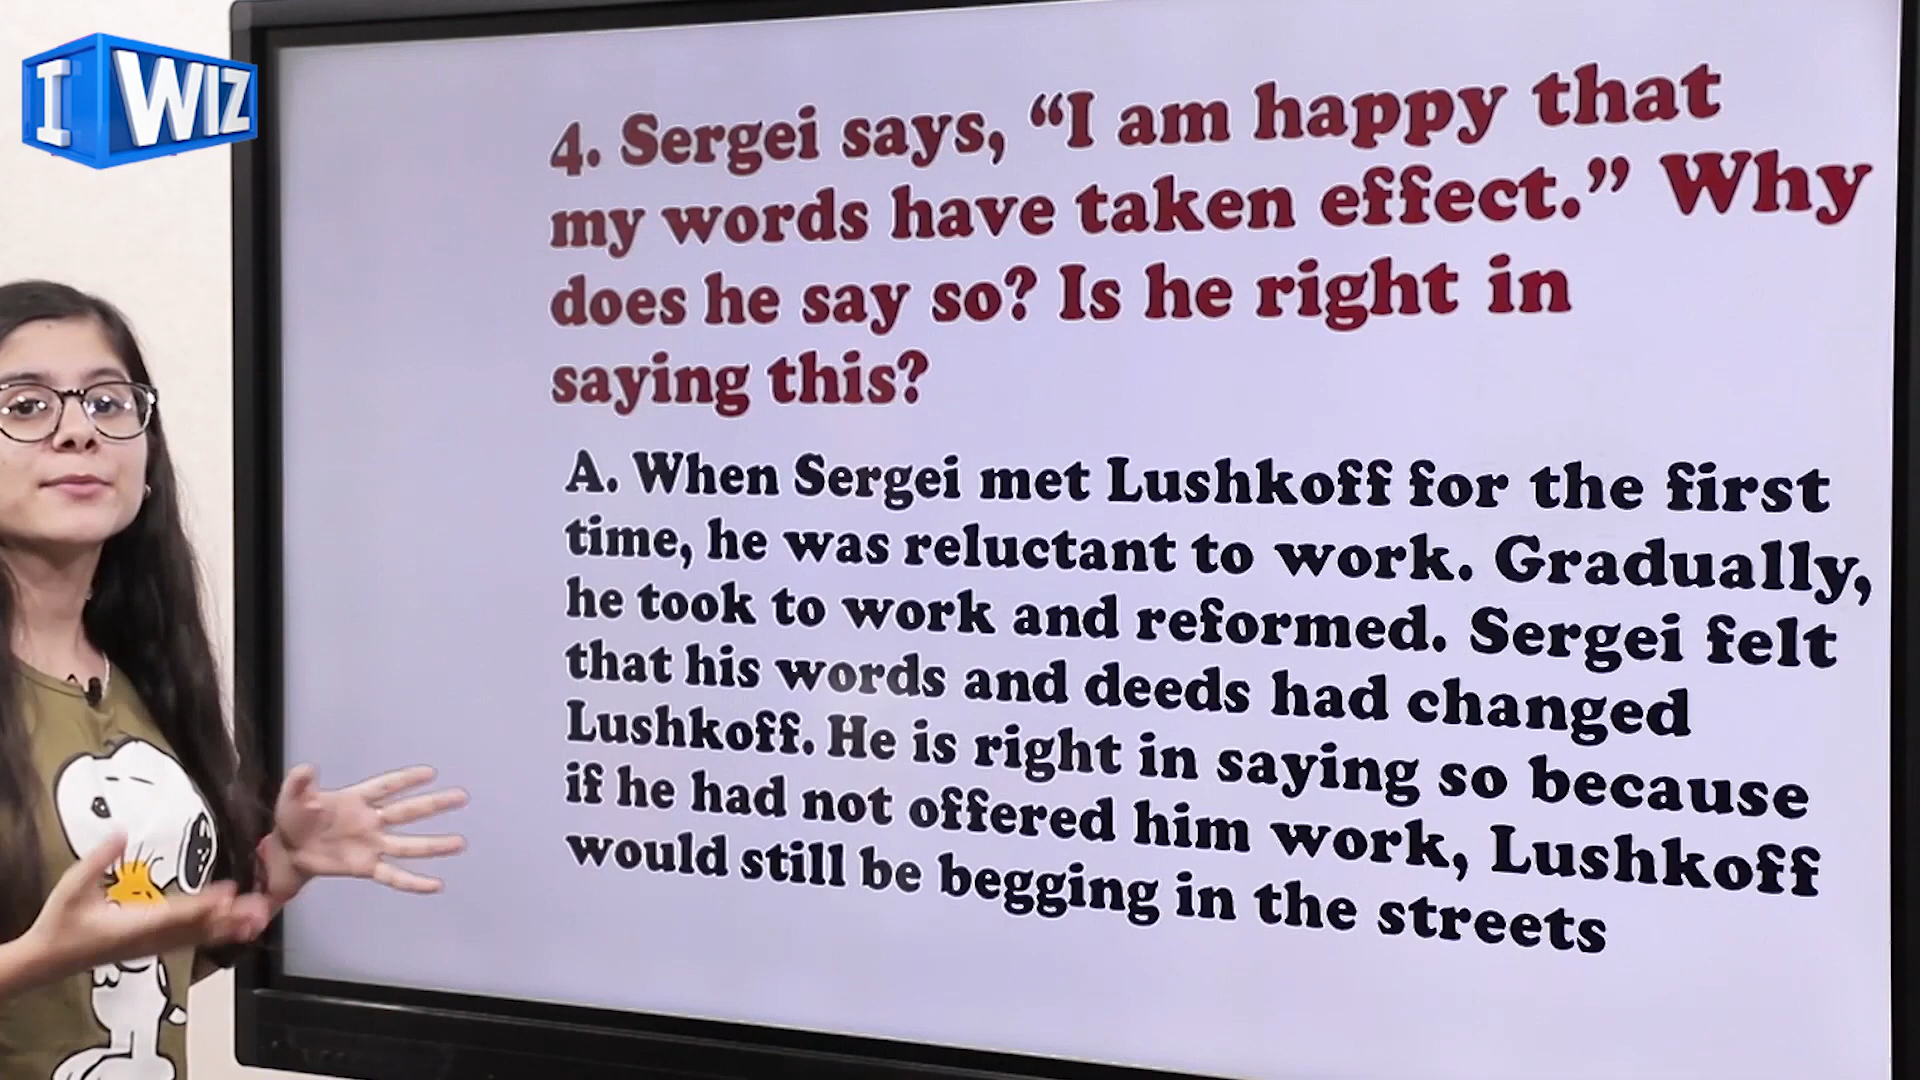 I WIZ
4. Sergei says, “I am happy that
my words have taken effect.” Why
does he say so? Is he right in
saying this?
A. When Sergei met Lushkoff for the first
time, he was reluctant to work. Gradually,
he took to work and reformed. Sergei felt
that his words and deeds had changed
Lushkoff. He is right in saying so because
if he had not offered him work, Lushkoff
would still be begging in the streets